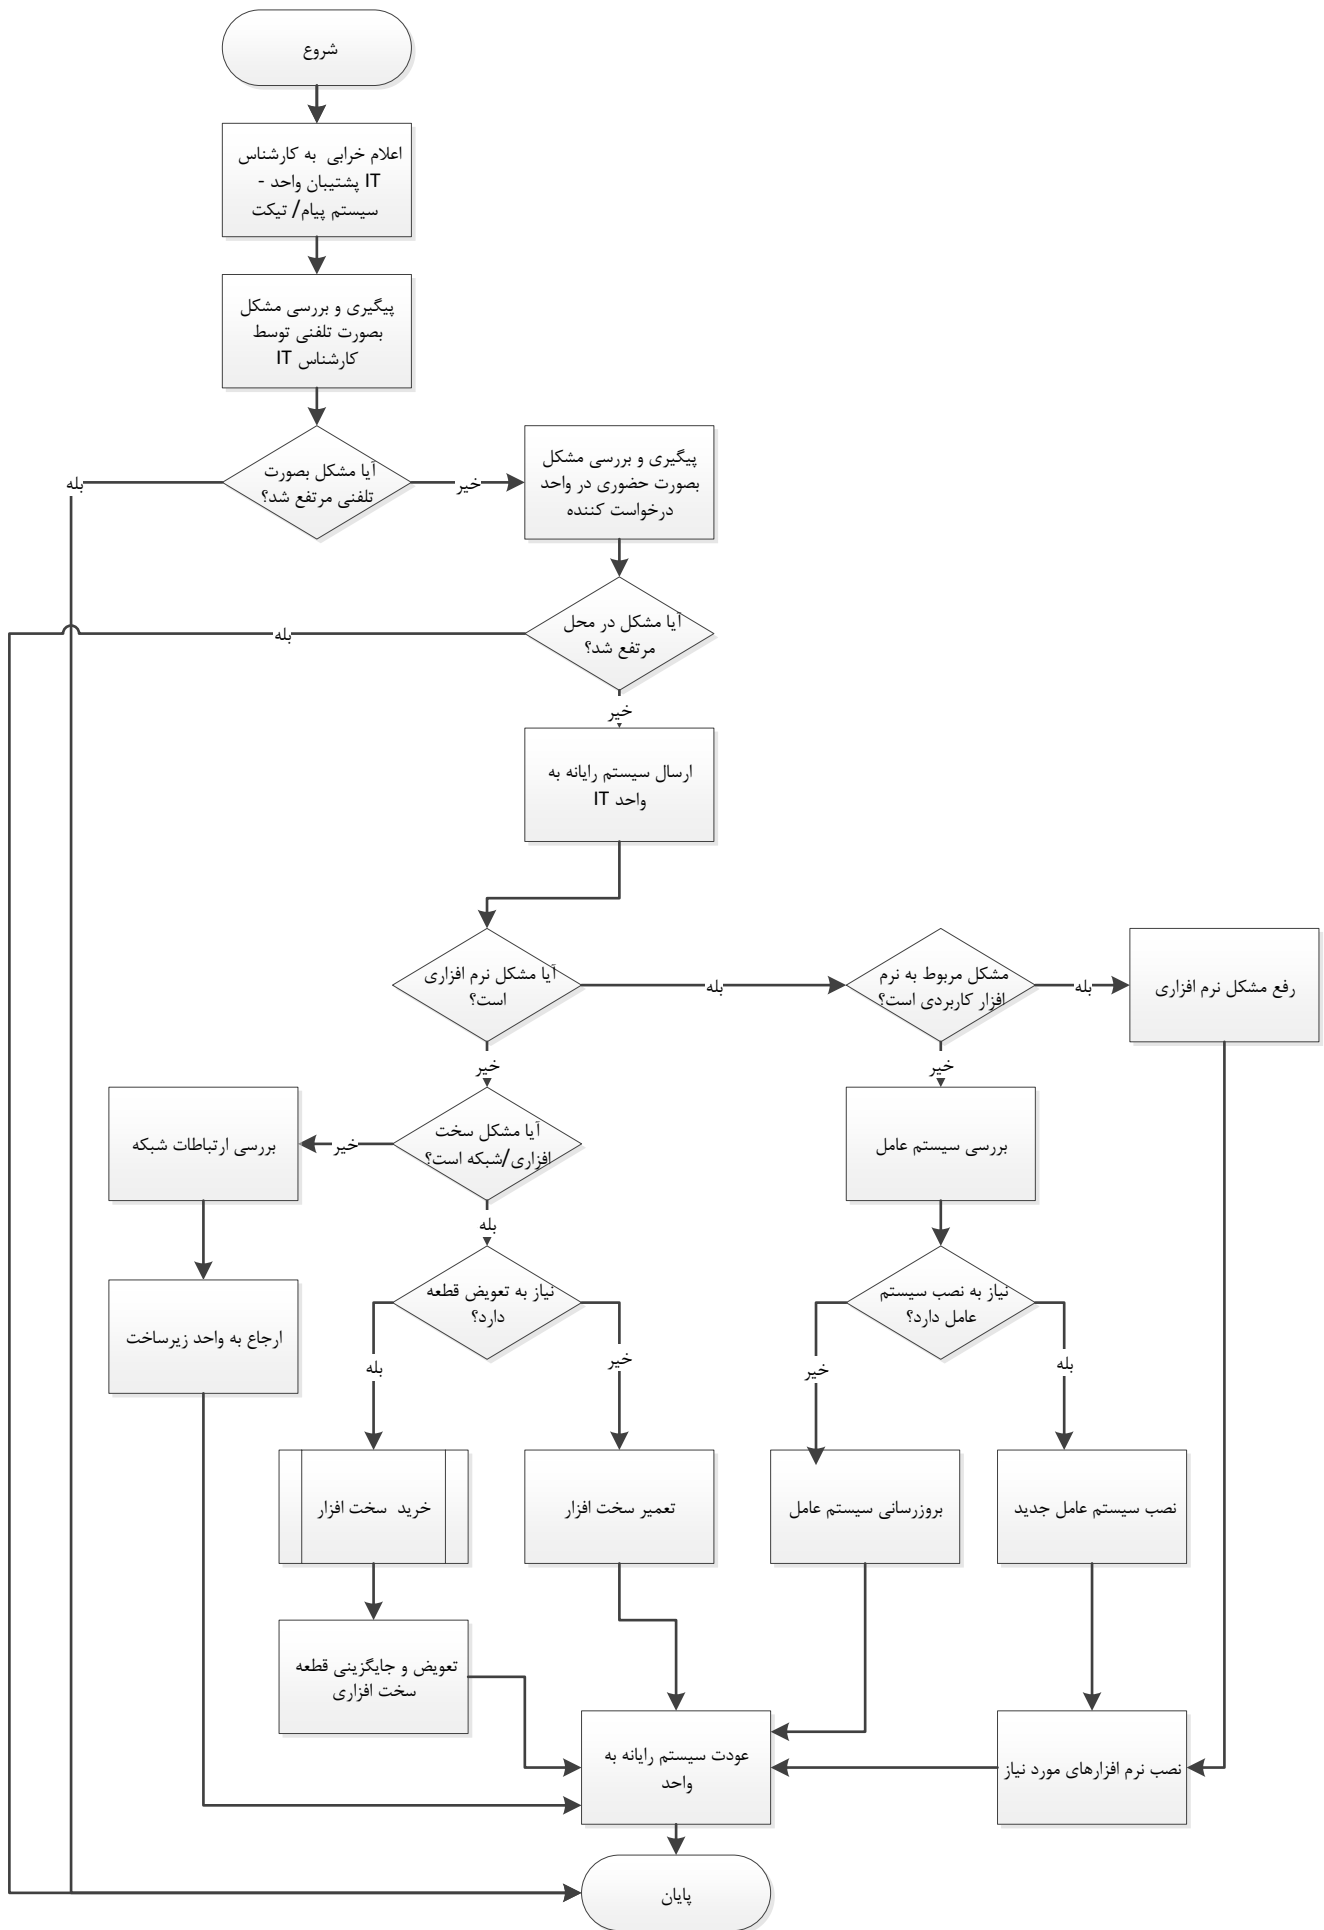 شروع
اعلام خرابی به کارشناس
IT پشتیبان واحد -
سیستم پیام/ تیکت
پیگیری و بررسی مشکل
بصورت تلفنی توسط
کارشناس IT
آیا مشکل بصورت
تلفنی مرتفع شد؟
بله
خیر
پیگیری و بررسی مشکل
بصورت حضوری در واحد
درخواست کننده
آیا مشکل در محل
مرتفع شد؟
بله
خیر
ارسال سیستم رایانه به
واحد IT
آیا مشکل نرم افزاری
است؟
بله
مشکل مربوط به نرم
افزار کاربردی است؟
بله
رفع مشکل نرم افزاری
خیر
خیر
آیا مشکل سخت
افزاری/شبکه است؟
خیر
بررسی ارتباطات شبکه
بررسی سیستم عامل
بله
نیاز به تعویض قطعه
دارد؟
نیاز به نصب سیستم
عامل دارد؟
ارجاع به واحد زیرساخت
بله
خیر
خیر
بله
خرید سخت افزار
تعمیر سخت افزار
بروزرسانی سیستم عامل
نصب سیستم عامل جدید
تعویض و جایگزینی قطعه
سخت افزاری
عودت سیستم رایانه به
واحد
نصب نرم افزارهای مورد نیاز
پایان